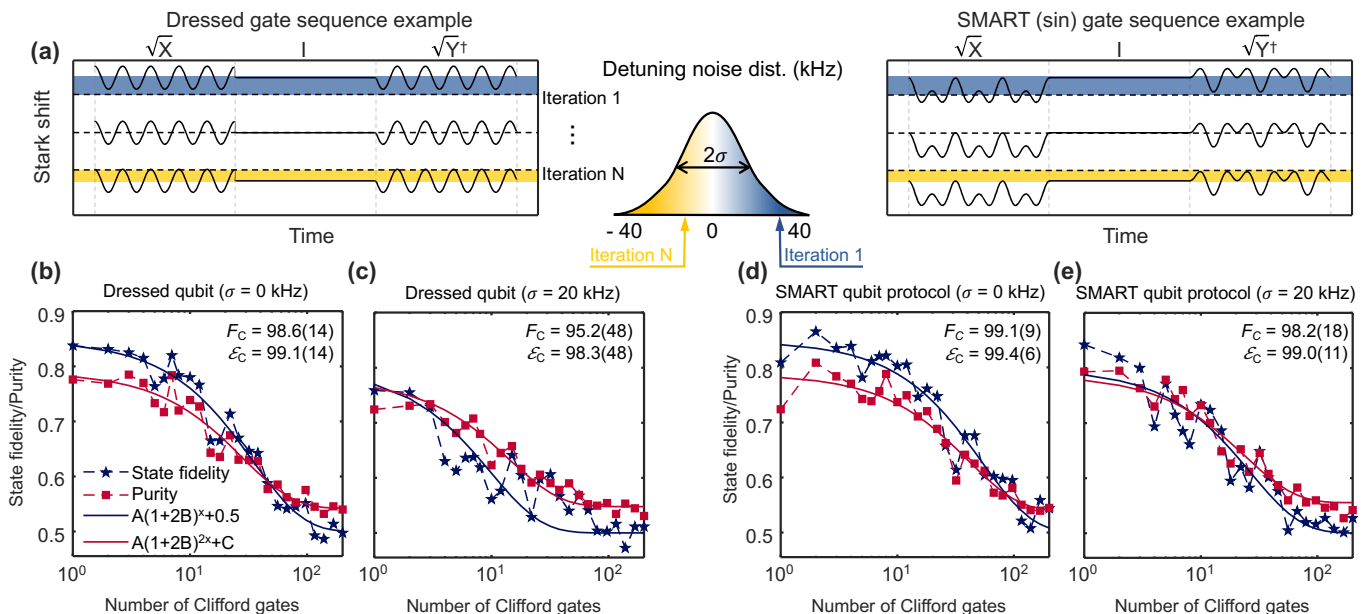 Dressed gate sequence example
SMART (sin) gate sequence example
(a)
√X
I
√Y†
√X
I
√Y†
Detuning noise dist. (kHz)
Stark shift
Iteration 1
⋮
Iteration N
2σ
Time
- 40
0
40
Time
Iteration N
Iteration 1
(b)
(c)
(d)
(e)
Dressed qubit (σ = 0 kHz)
Dressed qubit (σ = 20 kHz)
SMART qubit protocol (σ = 0 kHz)
SMART qubit protocol (σ = 20 kHz)
State fidelity/Purity
0.9
0.8
0.7
0.6
0.5
F_C = 98.6(14)
ℰ_C = 99.1(14)
State fidelity
Purity
A(1+2B)^x+0.5
A(1+2B)^2x+C
F_C = 95.2(48)
ℰ_C = 98.3(48)
State fidelity/Purity
0.9
0.8
0.7
0.6
0.5
F_C = 99.1(9)
ℰ_C = 99.4(6)
F_C = 98.2(18)
ℰ_C = 99.0(11)
10^0
10^1
10^2
10^0
10^1
10^2
10^0
10^1
10^2
10^0
10^1
10^2
Number of Clifford gates
Number of Clifford gates
Number of Clifford gates
Number of Clifford gates